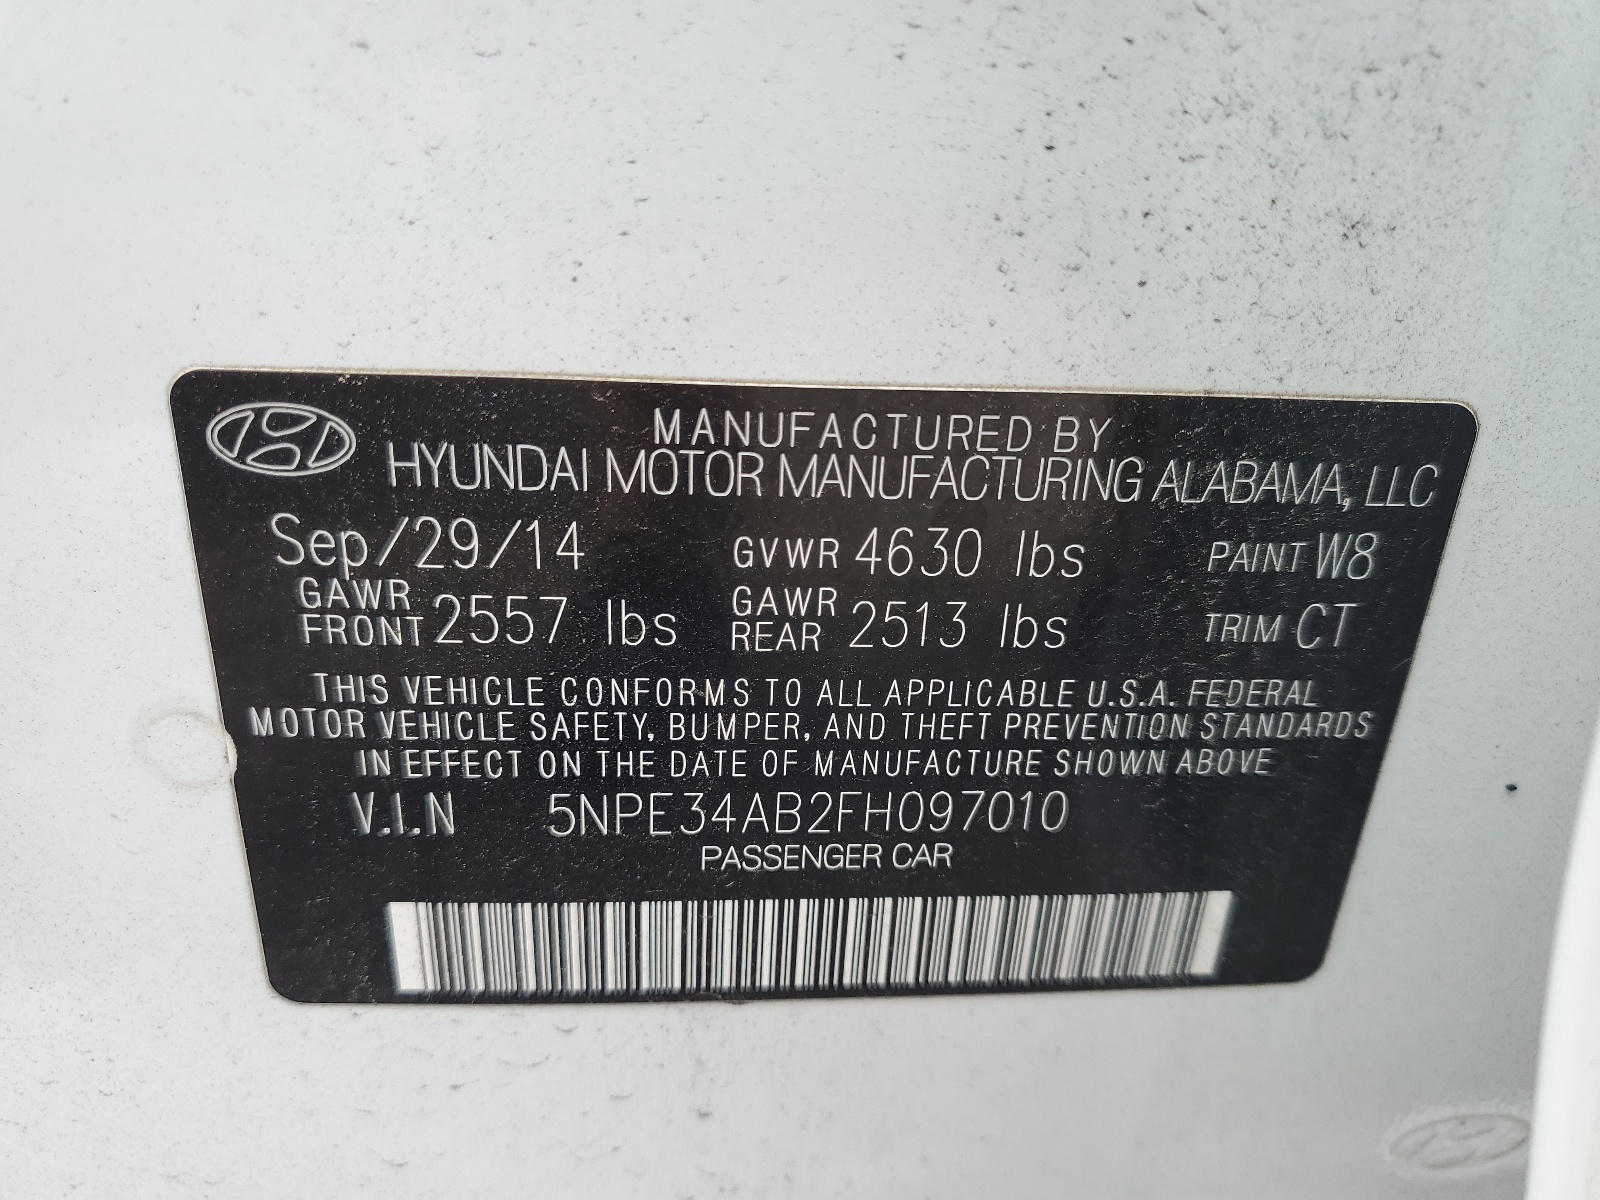 MANUFACTURED BY
HYUNDAI MOTOR MANUFACTURING ALABAMA, LLC
Sep/29/14 GVWR 4630 lbs PAINT W8
GAWR FRONT 2557 lbs GAWR REAR 2513 lbs TRIM CT
THIS VEHICLE CONFORMS TO ALL APPLICABLE U.S.A. FEDERAL
MOTOR VEHICLE SAFETY, BUMPER, AND THEFT PREVENTION STANDARDS
IN EFFECT ON THE DATE OF MANUFACTURE SHOWN ABOVE
V.I.N 5NPE34AB2FH097010
PASSENGER CAR